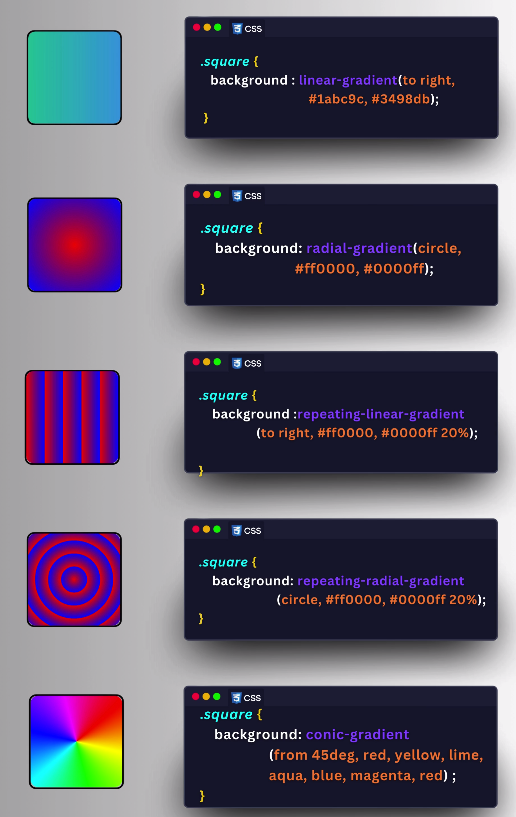 CSS
.square {
background : linear-gradient(to right,
#1abc9c, #3498db);
}
CSS
.square {
background: radial-gradient(circle,
#ff0000, #0000ff);
}
CSS
.square {
background :repeating-linear-gradient
(to right, #ff0000, #0000ff 20%);
}
CSS
.square {
background: repeating-radial-gradient
(circle, #ff0000, #0000ff 20%);
}
CSS
.square {
background: conic-gradient
(from 45deg, red, yellow, lime,
aqua, blue, magenta, red) ;
}